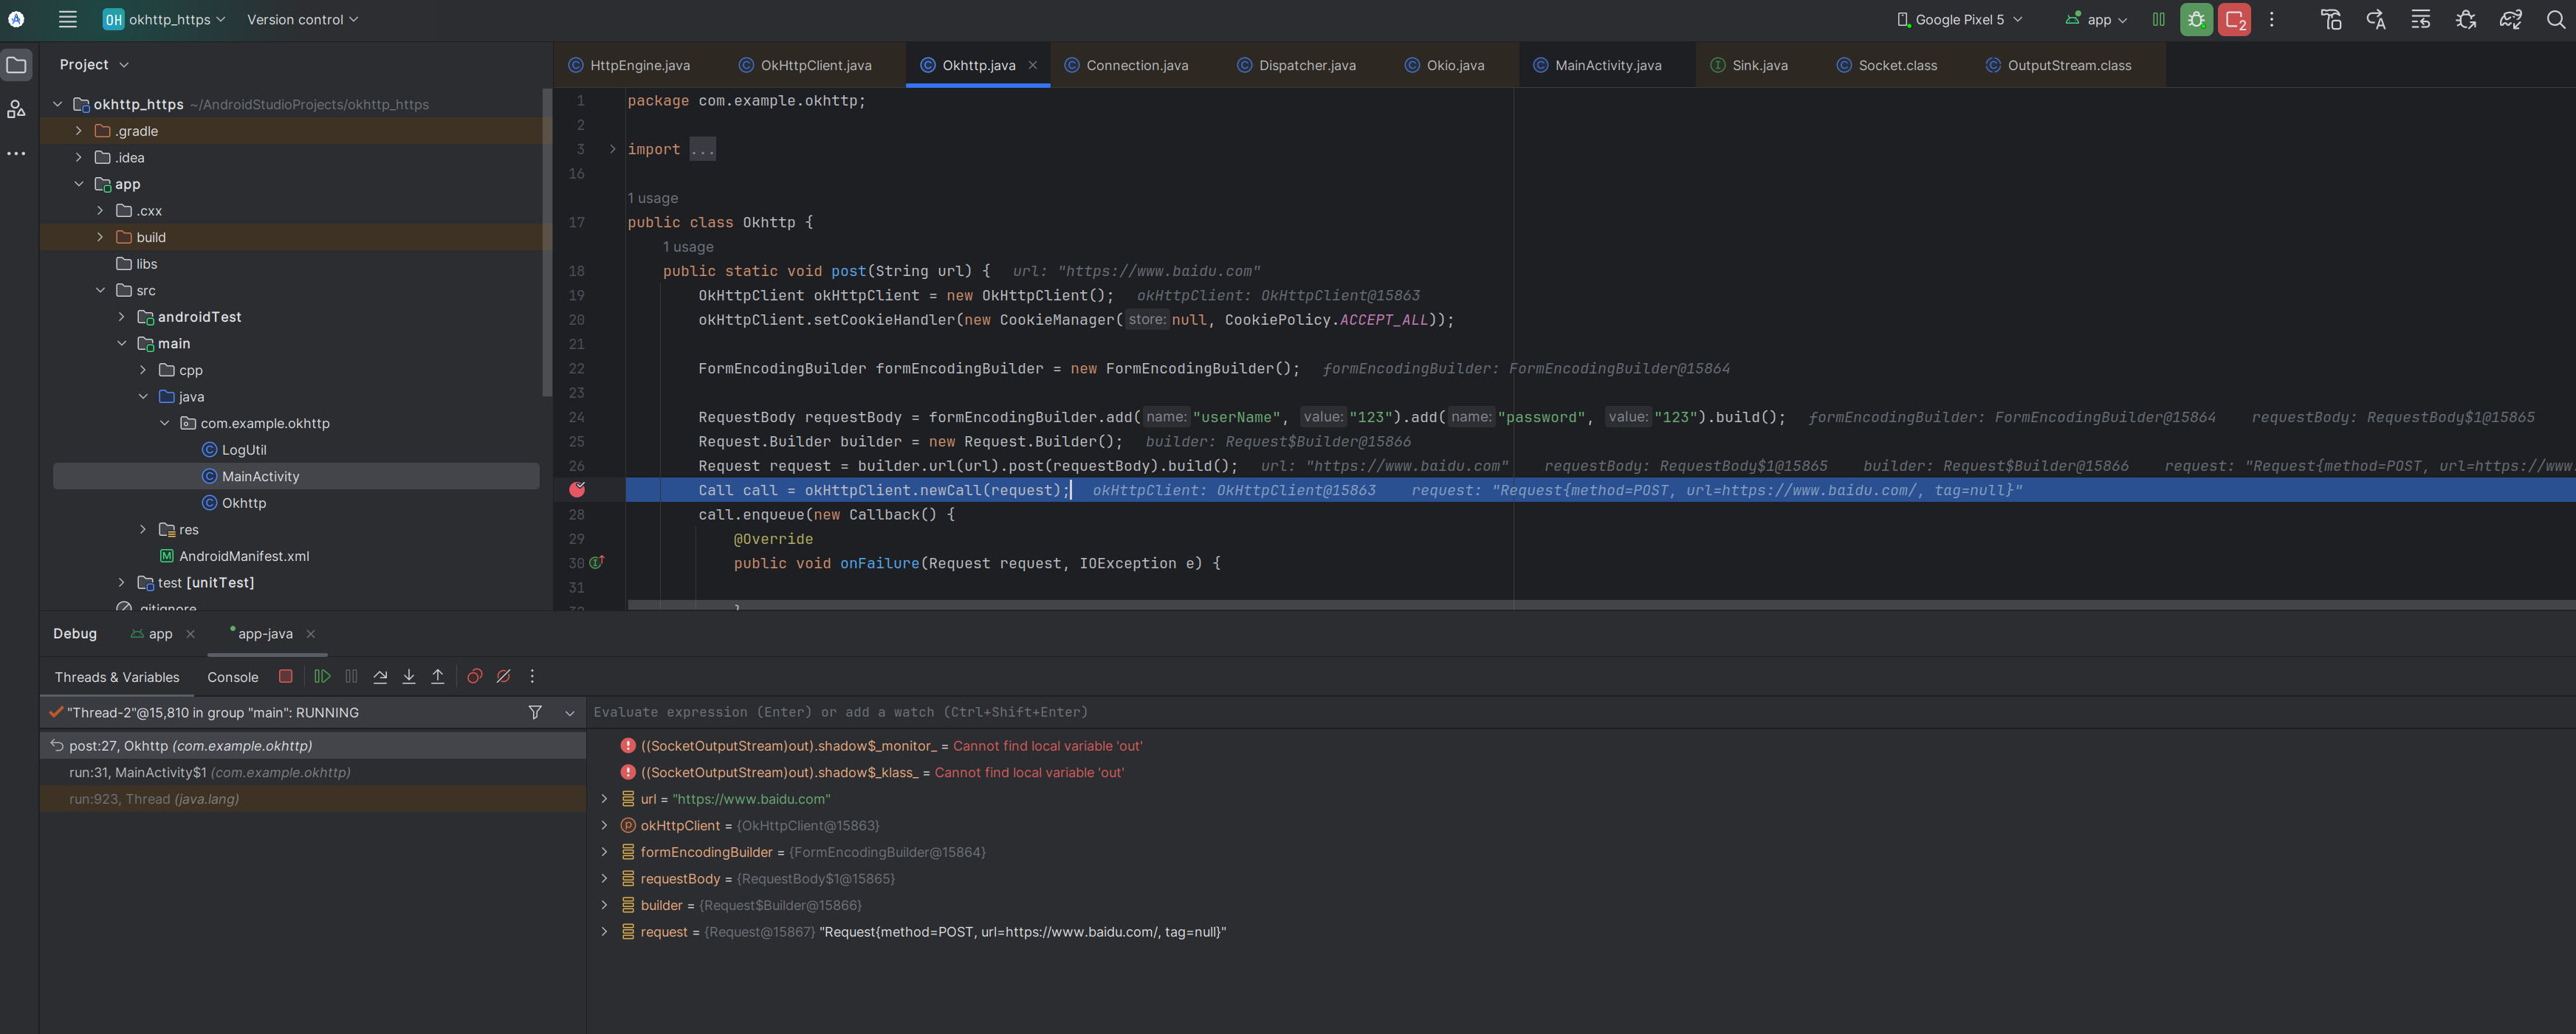 OH okhttp_https Version control Google Pixel 5 app 2
Project
HttpEngine.java OkHttpClient.java Okhttp.java Connection.java Dispatcher.java Okio.java MainActivity.java Sink.java Socket.class OutputStream.class
okhttp_https ~/AndroidStudioProjects/okhttp_https
.gradle
.idea
app
.cxx
build
libs
src
androidTest
main
cpp
java
com.example.okhttp
LogUtil
MainActivity
Okhttp
res
AndroidManifest.xml
test [unitTest]
.gitignore
1 package com.example.okhttp;
2
3 import ...
16
1 usage
17 public class Okhttp {
1 usage
18 public static void post(String url) { url: "https://www.baidu.com"
19 OkHttpClient okHttpClient = new OkHttpClient(); okHttpClient: OkHttpClient@15863
20 okHttpClient.setCookieHandler(new CookieManager( store: null, CookiePolicy.ACCEPT_ALL));
21
22 FormEncodingBuilder formEncodingBuilder = new FormEncodingBuilder(); formEncodingBuilder: FormEncodingBuilder@15864
23
24 RequestBody requestBody = formEncodingBuilder.add( name: "userName", value: "123").add( name: "password", value: "123").build(); formEncodingBuilder: FormEncodingBuilder@15864 requestBody: RequestBody$1@15865
25 Request.Builder builder = new Request.Builder(); builder: Request$Builder@15866
26 Request request = builder.url(url).post(requestBody).build(); url: "https://www.baidu.com" requestBody: RequestBody$1@15865 builder: Request$Builder@15866 request: "Request{method=POST, url=https://www.
Call call = okHttpClient.newCall(request); okHttpClient: OkHttpClient@15863 request: "Request{method=POST, url=https://www.baidu.com/, tag=null}"
28 call.enqueue(new Callback() {
29 @Override
30 public void onFailure(Request request, IOException e) {
31
Debug app app-java
Threads & Variables Console
"Thread-2"@15,810 in group "main": RUNNING
post:27, Okhttp (com.example.okhttp)
run:31, MainActivity$1 (com.example.okhttp)
run:923, Thread (java.lang)
Evaluate expression (Enter) or add a watch (Ctrl+Shift+Enter)
((SocketOutputStream)out).shadow$_monitor_ = Cannot find local variable 'out'
((SocketOutputStream)out).shadow$_klass_ = Cannot find local variable 'out'
url = "https://www.baidu.com"
okHttpClient = {OkHttpClient@15863}
formEncodingBuilder = {FormEncodingBuilder@15864}
requestBody = {RequestBody$1@15865}
builder = {Request$Builder@15866}
request = {Request@15867} "Request{method=POST, url=https://www.baidu.com/, tag=null}"